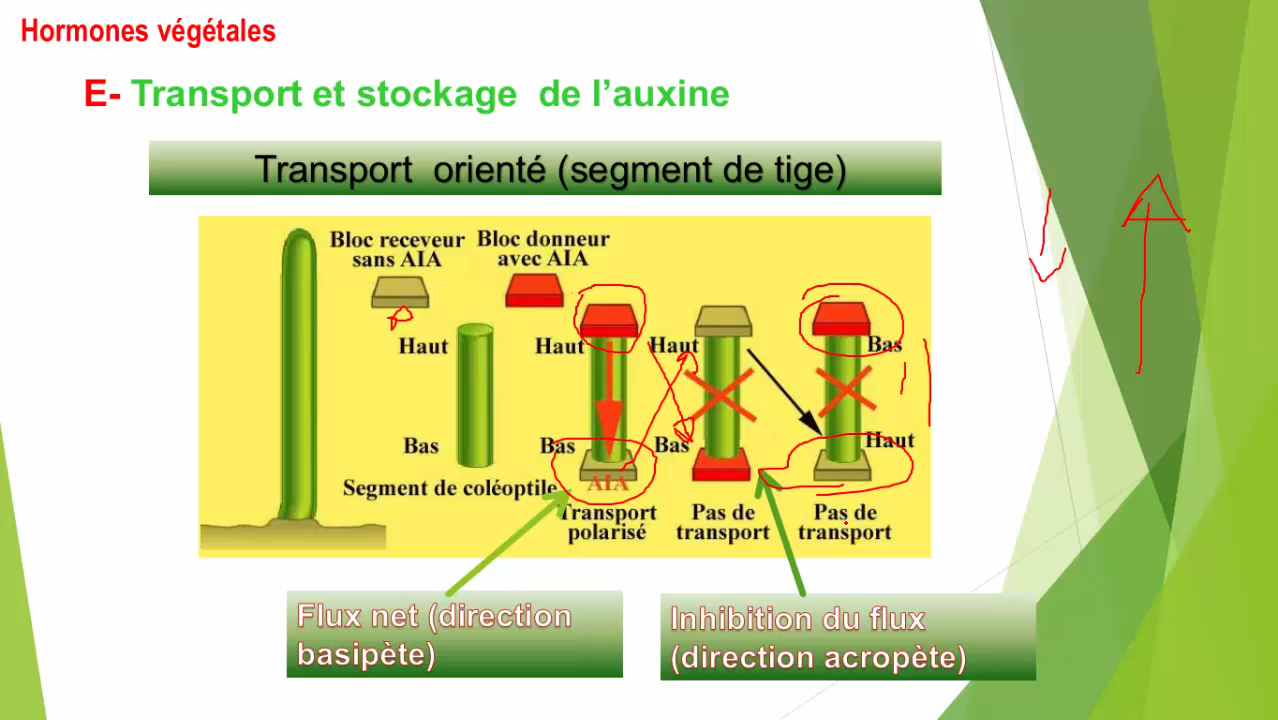 Hormones végétales
E- Transport et stockage de l’auxine
Transport orienté (segment de tige)
Bloc receveur
sans AIA
Bloc donneur
avec AIA
Haut
Haut
Haut
Bas
Bas
Bas
Bas
Haut
Segment de coléoptile
AIA
Transport
polarisé
Pas de
transport
Pas de
transport
Flux net (direction
basipète)
Inhibition du flux
(direction acropète)